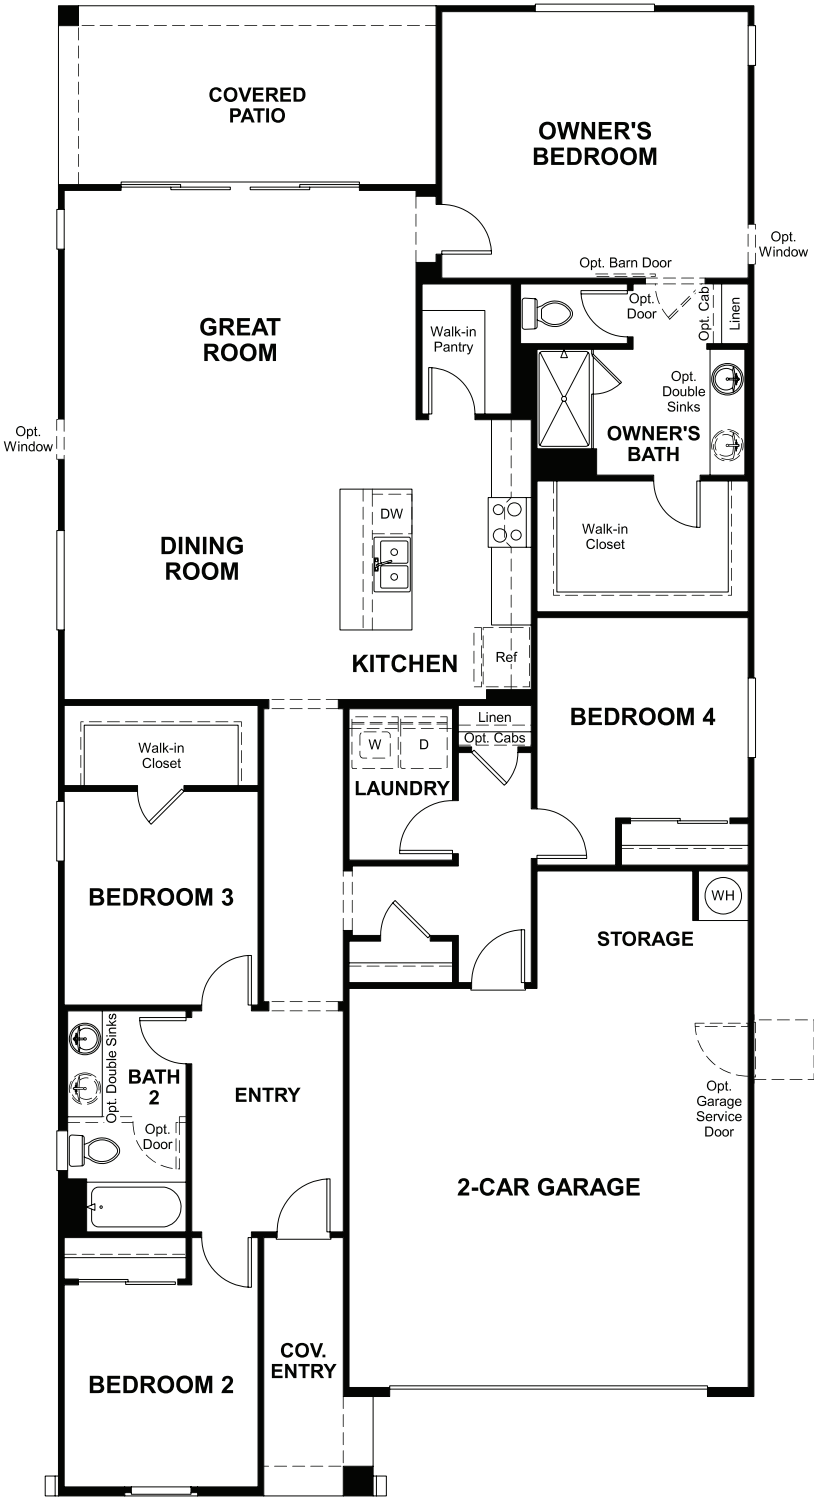 COVERED
PATIO
OWNER'S
BEDROOM
Opt.
Window
Opt. Barn Door
Opt.
Door
Opt. Cab
Linen
GREAT
ROOM
Walk-in
Pantry
Opt.
Double
Sinks
OWNER'S
BATH
Opt.
Window
DW
Walk-in
Closet
DINING
ROOM
KITCHEN
Ref
BEDROOM 4
Linen
Opt. Cabs
W
D
LAUNDRY
Walk-in
Closet
BEDROOM 3
WH
STORAGE
Opt. Double Sinks
BATH
2
Opt.
Door
ENTRY
Opt.
Garage
Service
Door
2-CAR GARAGE
COV.
ENTRY
BEDROOM 2